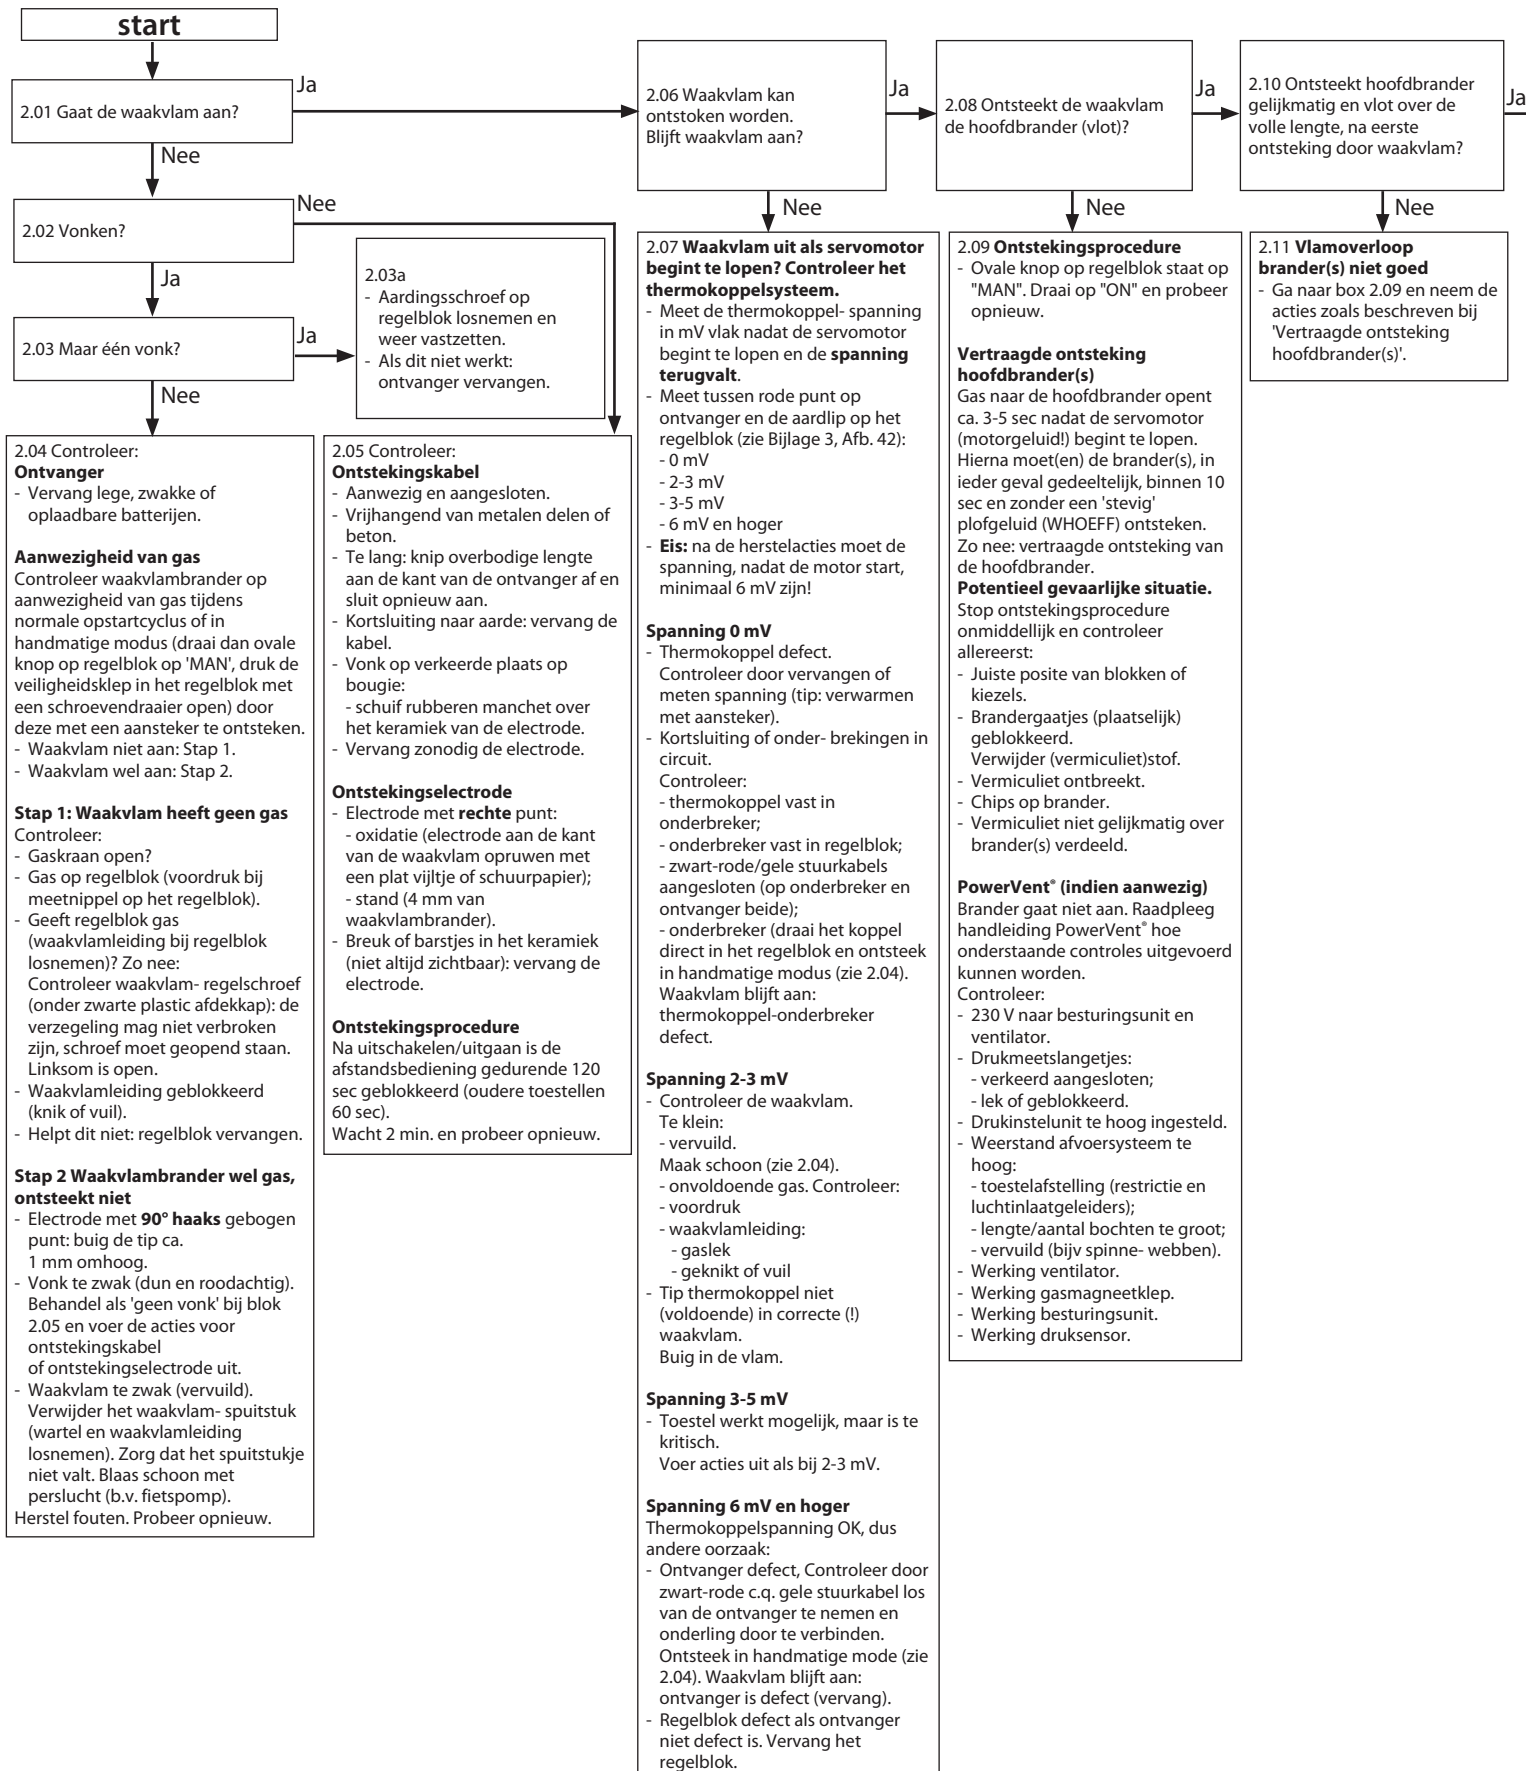 start
2.01 Gaat de waakvlam aan?
Ja
Nee
2.02 Vonken?
Nee
Ja
2.03 Maar één vonk?
Ja
Nee
2.03a
- Aardingsschroef op
regelblok losnemen en
weer vastzetten.
- Als dit niet werkt:
ontvanger vervangen.
2.04 Controleer:
Ontvanger
- Vervang lege, zwakke of
oplaadbare batterijen.
Aanwezigheid van gas
Controleer waakvlambrander op
aanwezigheid van gas tijdens
normale opstartcyclus of in
handmatige modus (draai dan ovale
knop op regelblok op 'MAN', druk de
veiligheidsklep in het regelblok met
een schroevendraaier open) door
deze met een aansteker te ontsteken.
- Waakvlam niet aan: Stap 1.
- Waakvlam wel aan: Stap 2.
Stap 1: Waakvlam heeft geen gas
Controleer:
- Gaskraan open?
- Gas op regelblok (voordruk bij
meetnippel op het regelblok).
- Geeft regelblok gas
(waakvlamleiding bij regelblok
losnemen)? Zo nee:
Controleer waakvlam- regelschroef
(onder zwarte plastic afdekkap): de
verzegeling mag niet verbroken
zijn, schroef moet geopend staan.
Linksom is open.
- Waakvlamleiding geblokkeerd
(knik of vuil).
- Helpt dit niet: regelblok vervangen.
Stap 2 Waakvlambrander wel gas,
ontsteekt niet
- Electrode met 90° haaks gebogen
punt: buig de tip ca.
1 mm omhoog.
- Vonk te zwak (dun en roodachtig).
Behandel als 'geen vonk' bij blok
2.05 en voer de acties voor
ontstekingskabel
of ontstekingselectrode uit.
- Waakvlam te zwak (vervuild).
Verwijder het waakvlam- spuitstuk
(wartel en waakvlamleiding
losnemen). Zorg dat het spuitstukje
niet valt. Blaas schoon met
perslucht (b.v. fietspomp).
Herstel fouten. Probeer opnieuw.
2.05 Controleer:
Ontstekingskabel
- Aanwezig en aangesloten.
- Vrijhangend van metalen delen of
beton.
- Te lang: knip overbodige lengte
aan de kant van de ontvanger af en
sluit opnieuw aan.
- Kortsluiting naar aarde: vervang de
kabel.
- Vonk op verkeerde plaats op
bougie:
- schuif rubberen manchet over
het keramiek van de electrode.
- Vervang zonodig de electrode.
Ontstekingselectrode
- Electrode met rechte punt:
- oxidatie (electrode aan de kant
van de waakvlam opruwen met
een plat vijltje of schuurpapier);
- stand (4 mm van
waakvlambrander).
- Breuk of barstjes in het keramiek
(niet altijd zichtbaar): vervang de
electrode.
Ontstekingsprocedure
Na uitschakelen/uitgaan is de
afstandsbediening gedurende 120
sec geblokkeerd (oudere toestellen
60 sec).
Wacht 2 min. en probeer opnieuw.
2.06 Waakvlam kan
ontstoken worden.
Blijft waakvlam aan?
Ja
Nee
2.07 Waakvlam uit als servomotor
begint te lopen? Controleer het
thermokoppelsysteem.
- Meet de thermokoppel- spanning
in mV vlak nadat de servomotor
begint te lopen en de spanning
terugvalt.
- Meet tussen rode punt op
ontvanger en de aardlip op het
regelblok (zie Bijlage 3, Afb. 42):
- 0 mV
- 2-3 mV
- 3-5 mV
- 6 mV en hoger
- Eis: na de herstelacties moet de
spanning, nadat de motor start,
minimaal 6 mV zijn!
Spanning 0 mV
- Thermokoppel defect.
Controleer door vervangen of
meten spanning (tip: verwarmen
met aansteker).
- Kortsluiting of onder- brekingen in
circuit.
Controleer:
- thermokoppel vast in
onderbreker;
- onderbreker vast in regelblok;
- zwart-rode/gele stuurkabels
aangesloten (op onderbreker en
ontvanger beide);
- onderbreker (draai het koppel
direct in het regelblok en ontsteek
in handmatige modus (zie 2.04).
Waakvlam blijft aan:
thermokoppel-onderbreker
defect.
Spanning 2-3 mV
- Controleer de waakvlam.
Te klein:
- vervuild.
Maak schoon (zie 2.04).
- onvoldoende gas. Controleer:
- voordruk
- waakvlamleiding:
- gaslek
- geknikt of vuil
- Tip thermokoppel niet
(voldoende) in correcte (!)
waakvlam.
Buig in de vlam.
Spanning 3-5 mV
- Toestel werkt mogelijk, maar is te
kritisch.
Voer acties uit als bij 2-3 mV.
Spanning 6 mV en hoger
Thermokoppelspanning OK, dus
andere oorzaak:
- Ontvanger defect, Controleer door
zwart-rode c.q. gele stuurkabel los
van de ontvanger te nemen en
onderling door te verbinden.
Ontsteek in handmatige mode (zie
2.04). Waakvlam blijft aan:
ontvanger is defect (vervang).
- Regelblok defect als ontvanger
niet defect is. Vervang het
regelblok.
2.08 Ontsteekt de waakvlam
de hoofdbrander (vlot)?
Ja
Nee
2.09 Ontstekingsprocedure
- Ovale knop op regelblok staat op
"MAN". Draai op "ON" en probeer
opnieuw.
Vertraagde ontsteking
hoofdbrander(s)
Gas naar de hoofdbrander opent
ca. 3-5 sec nadat de servomotor
(motorgeluid!) begint te lopen.
Hierna moet(en) de brander(s), in
ieder geval gedeeltelijk, binnen 10
sec en zonder een 'stevig'
plofgeluid (WHOEFF) ontsteken.
Zo nee: vertraagde ontsteking van
de hoofdbrander.
Potentieel gevaarlijke situatie.
Stop ontstekingsprocedure
onmiddellijk en controleer
allereerst:
- Juiste posite van blokken of
kiezels.
- Brandergaatjes (plaatselijk)
geblokkeerd.
Verwijder (vermiculiet)stof.
- Vermiculiet ontbreekt.
- Chips op brander.
- Vermiculiet niet gelijkmatig over
brander(s) verdeeld.
PowerVent® (indien aanwezig)
Brander gaat niet aan. Raadpleeg
handleiding PowerVent® hoe
onderstaande controles uitgevoerd
kunnen worden.
Controleer:
- 230 V naar besturingsunit en
ventilator.
- Drukmeetslangetjes:
- verkeerd aangesloten;
- lek of geblokkeerd.
- Drukinstelunit te hoog ingesteld.
- Weerstand afvoersysteem te
hoog:
- toestelafstelling (restrictie en
luchtinlaatgeleiders);
- lengte/aantal bochten te groot;
- vervuild (bijv spinne- webben).
- Werking ventilator.
- Werking gasmagneetklep.
- Werking besturingsunit.
- Werking druksensor.
2.10 Ontsteekt hoofdbrander
gelijkmatig en vlot over de
volle lengte, na eerste
ontsteking door waakvlam?
Ja
Nee
2.11 Vlamoverloop
brander(s) niet goed
- Ga naar box 2.09 en neem de
acties zoals beschreven bij
'Vertraagde ontsteking
hoofdbrander(s)'.